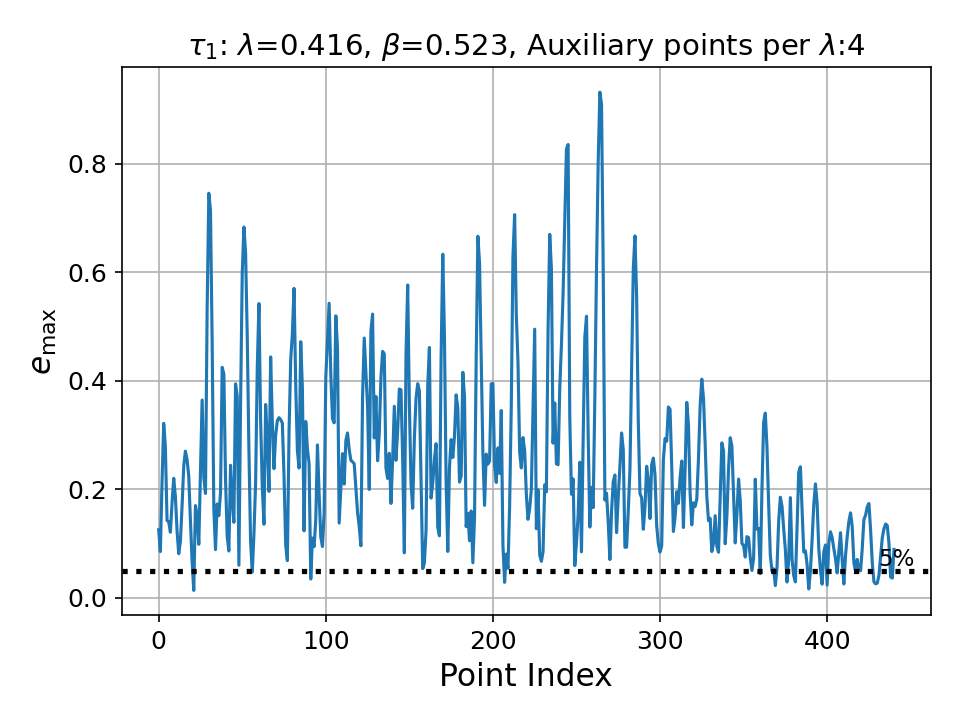 τ₁: λ=0.416, β=0.523, Auxiliary points per λ:4
0.8
0.6
0.4
0.2
0.0
e_max
5%
0 100 200 300 400
Point Index